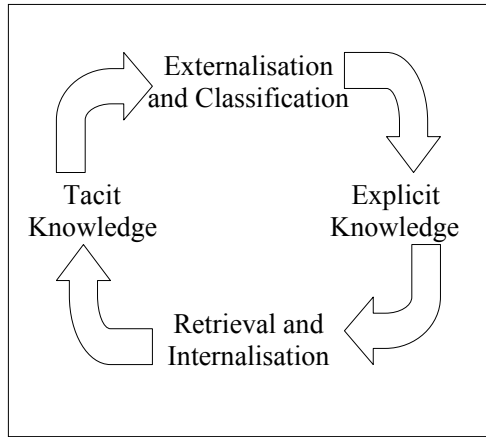 Externalisation
and Classification
Tacit
Knowledge
Explicit
Knowledge
Retrieval and
Internalisation